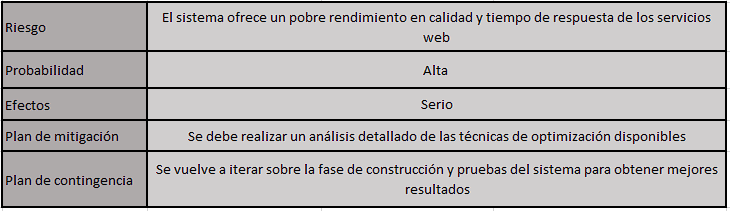 Riesgo
El sistema ofrece un pobre rendimiento en calidad y tiempo de respuesta de los servicios
web
Probabilidad
Alta
Efectos
Serio
Plan de mitigación
Se debe realizar un análisis detallado de las técnicas de optimización disponibles
Plan de contingencia
Se vuelve a iterar sobre la fase de construcción y pruebas del sistema para obtener mejores
resultados